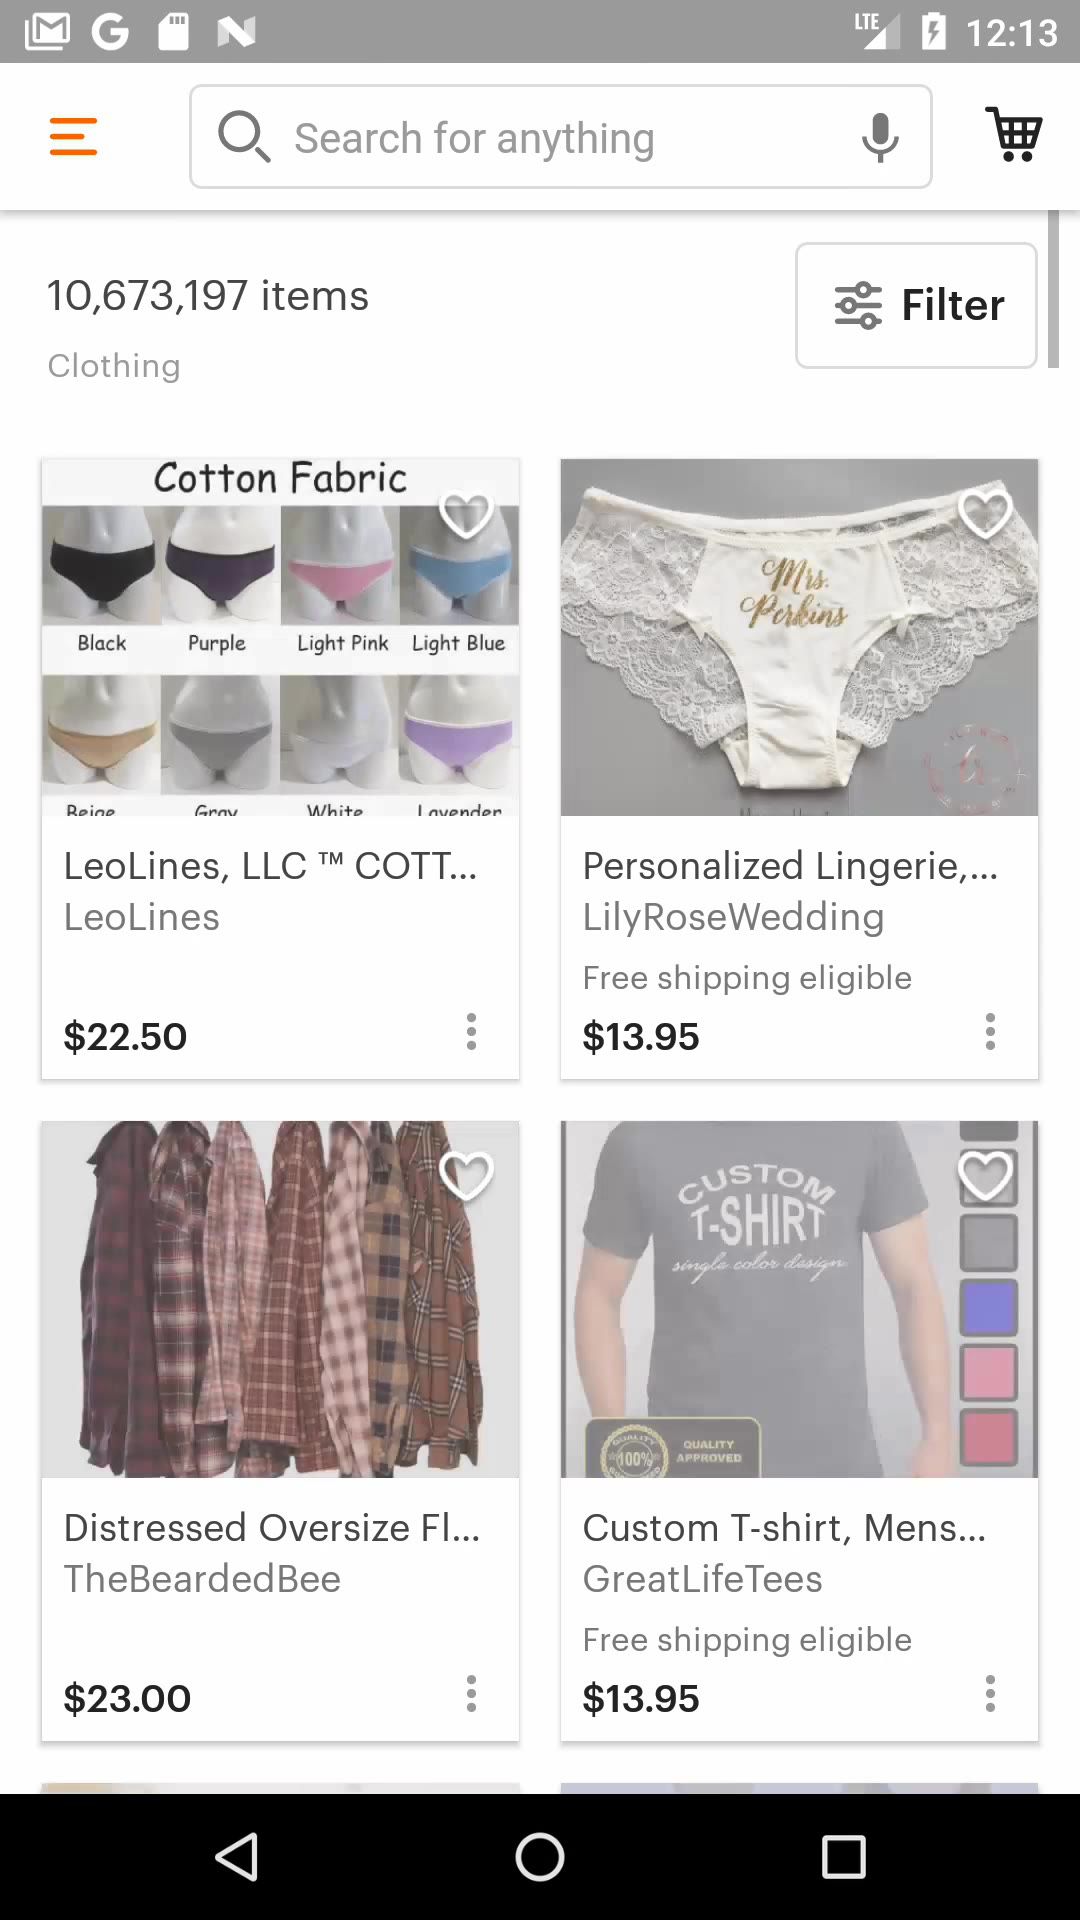 LTE 12:13
Search for anything
10,673,197 items
Filter
Clothing
Cotton Fabric
Black Purple Light Pink Light Blue
Beige Gray White Lavender
Mrs.
Perkins
LeoLines, LLC ™ COTT...
LeoLines
$22.50
Personalized Lingerie,...
LilyRoseWedding
Free shipping eligible
$13.95
CUSTOM
T-SHIRT
single color design
QUALITY
100%
QUALITY
APPROVED
Distressed Oversize Fl...
TheBeardedBee
$23.00
Custom T-shirt, Mens...
GreatLifeTees
Free shipping eligible
$13.95